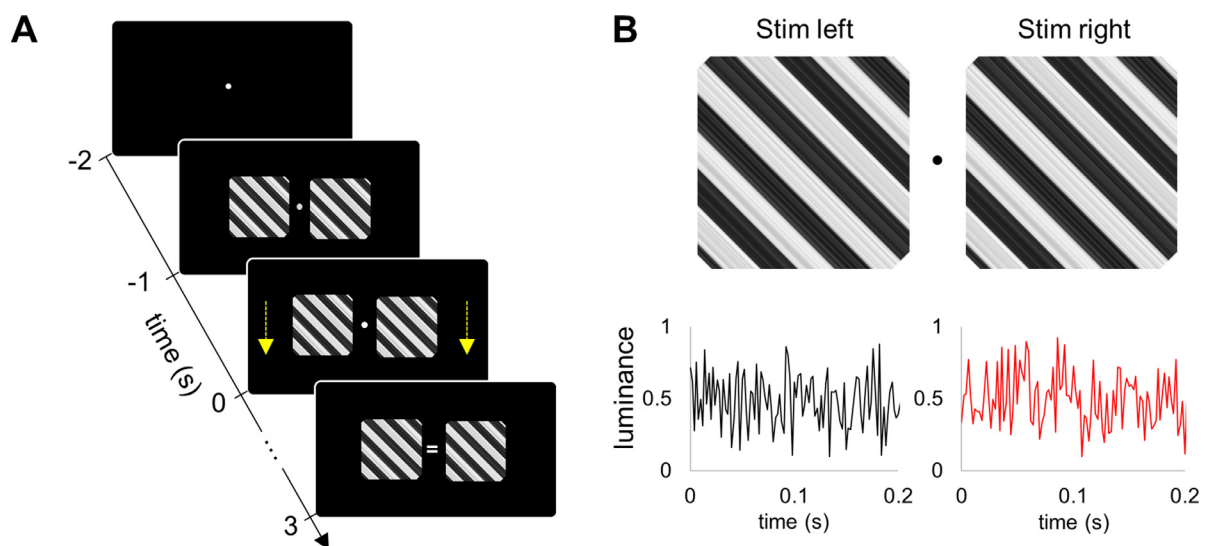 A
-2
-1
0
...
3
time (s)
=
B
Stim left
Stim right
luminance
1
0.5
0
0
0.1
0.2
time (s)
1
0.5
0
0
0.1
0.2
time (s)